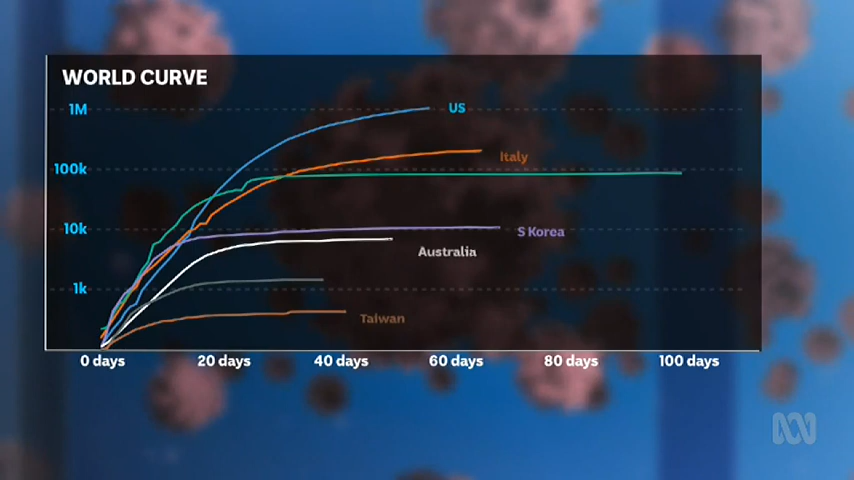 WORLD CURVE
1M
US
Italy
100k
10k
S Korea
Australia
1k
Taiwan
0 days 20 days 40 days 60 days 80 days 100 days